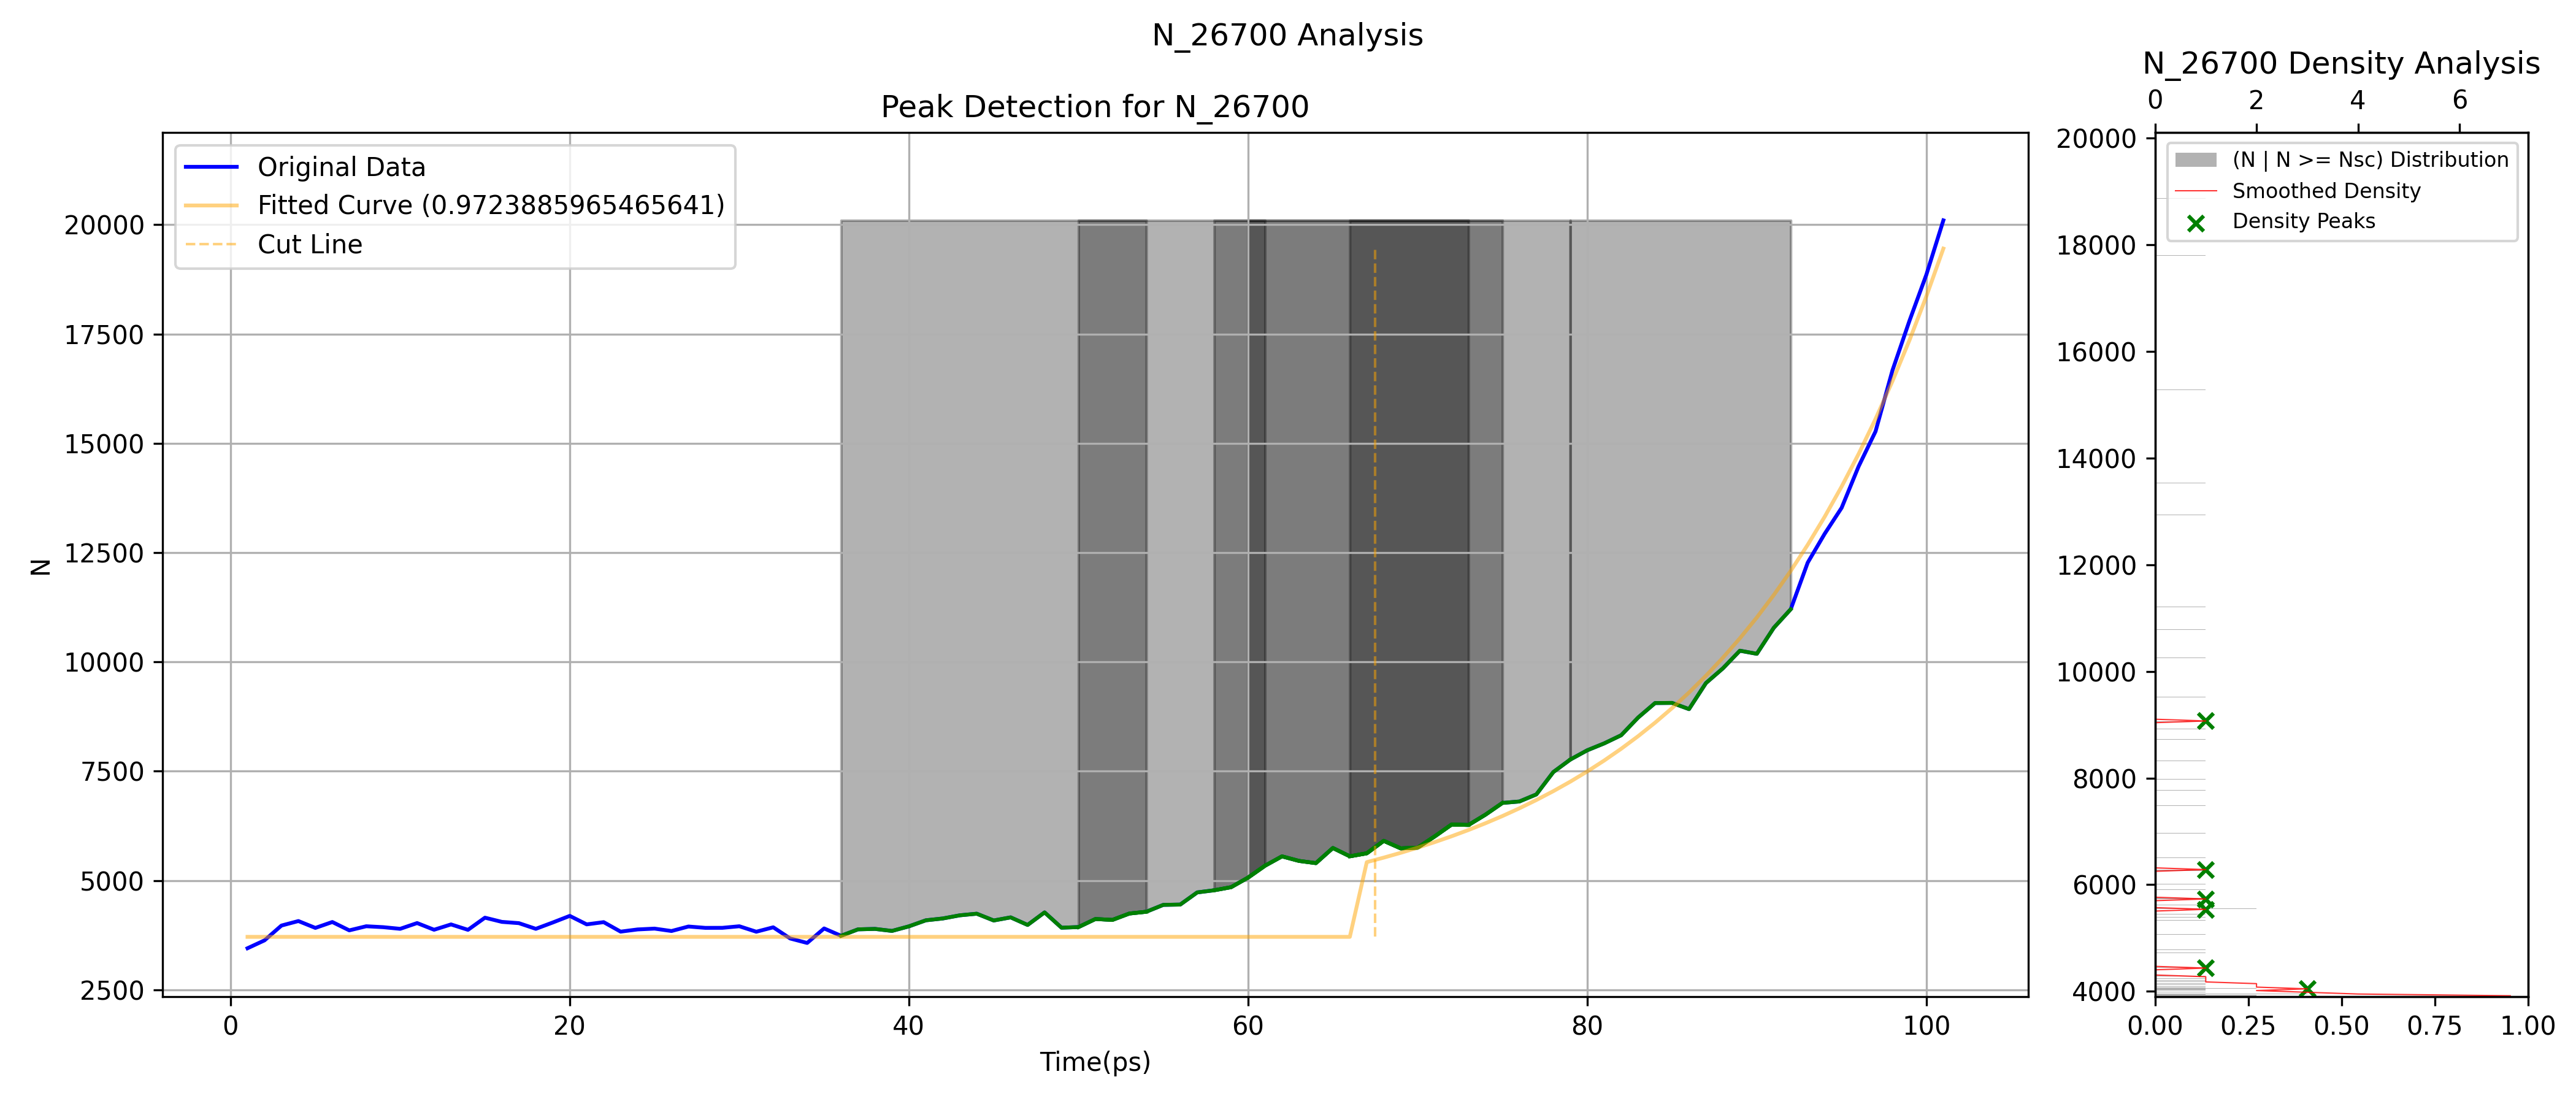 N_26700 Analysis
Peak Detection for N_26700
Original Data
Fitted Curve (0.9723885965465641)
Cut Line
N
20000
17500
15000
12500
10000
7500
5000
2500
0
20
40
60
80
100
Time(ps)
N_26700 Density Analysis
0
2
4
6
(N | N >= Nsc) Distribution
Smoothed Density
Density Peaks
20000
18000
16000
14000
12000
10000
8000
6000
4000
0.00
0.25
0.50
0.75
1.00